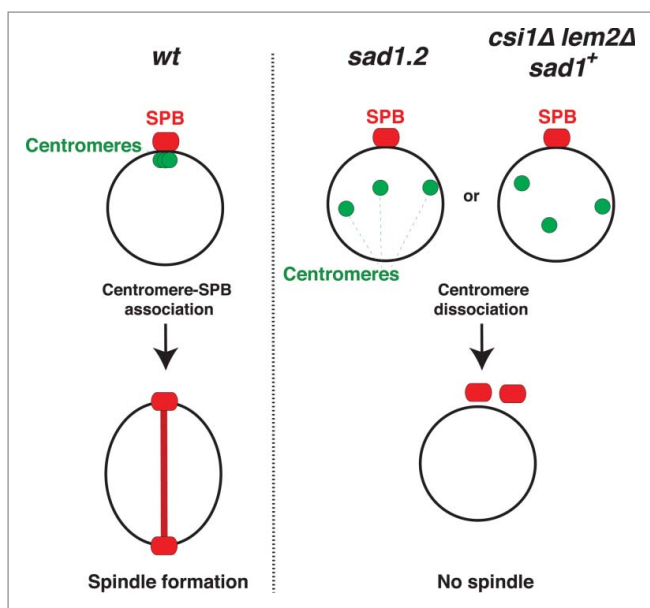 wt
SPB
Centromeres
Centromere-SPB
association
Spindle formation
sad1.2
csi1Δ lem2Δ
sad1+
SPB
SPB
or
Centromeres
Centromere
dissociation
No spindle